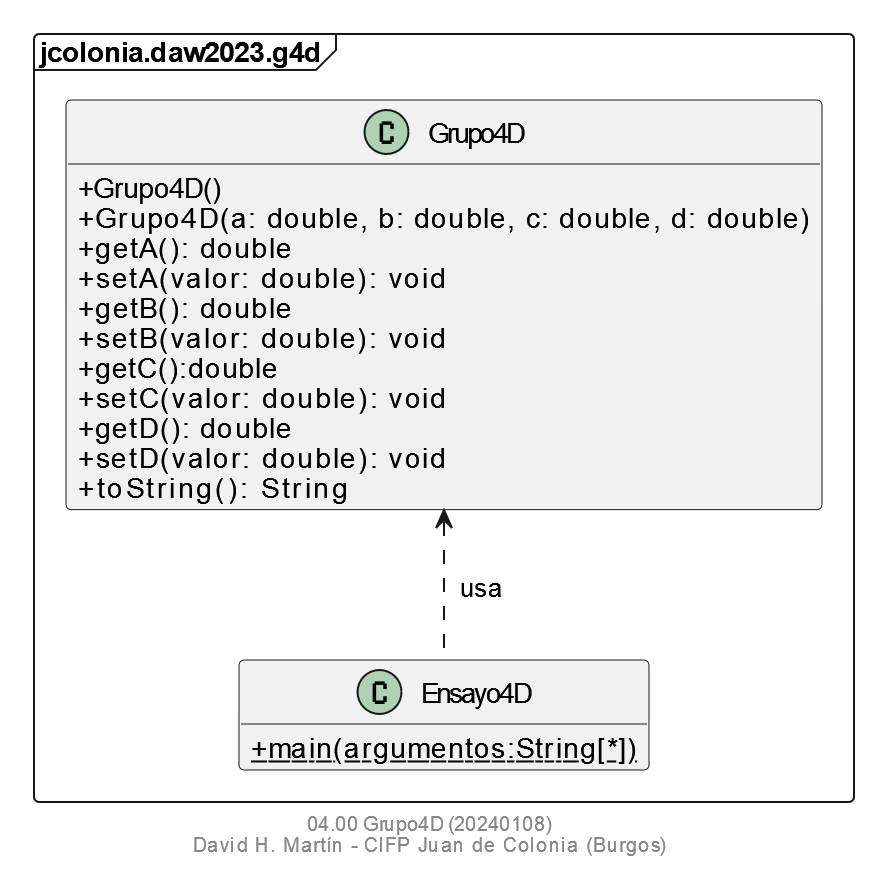 jcolonia.daw2023.g4d
C Grupo4D
+Grupo4D()
+Grupo4D(a: double, b: double, c: double, d: double)
+getA(): double
+setA(valor: double): void
+getB(): double
+setB(valor: double): void
+getC():double
+setC(valor: double): void
+getD(): double
+setD(valor: double): void
+toString(): String
usa
C Ensayo4D
+main(argumentos:String[*])
04.00 Grupo4D (20240108)
David H. Martín - CIFP Juan de Colonia (Burgos)